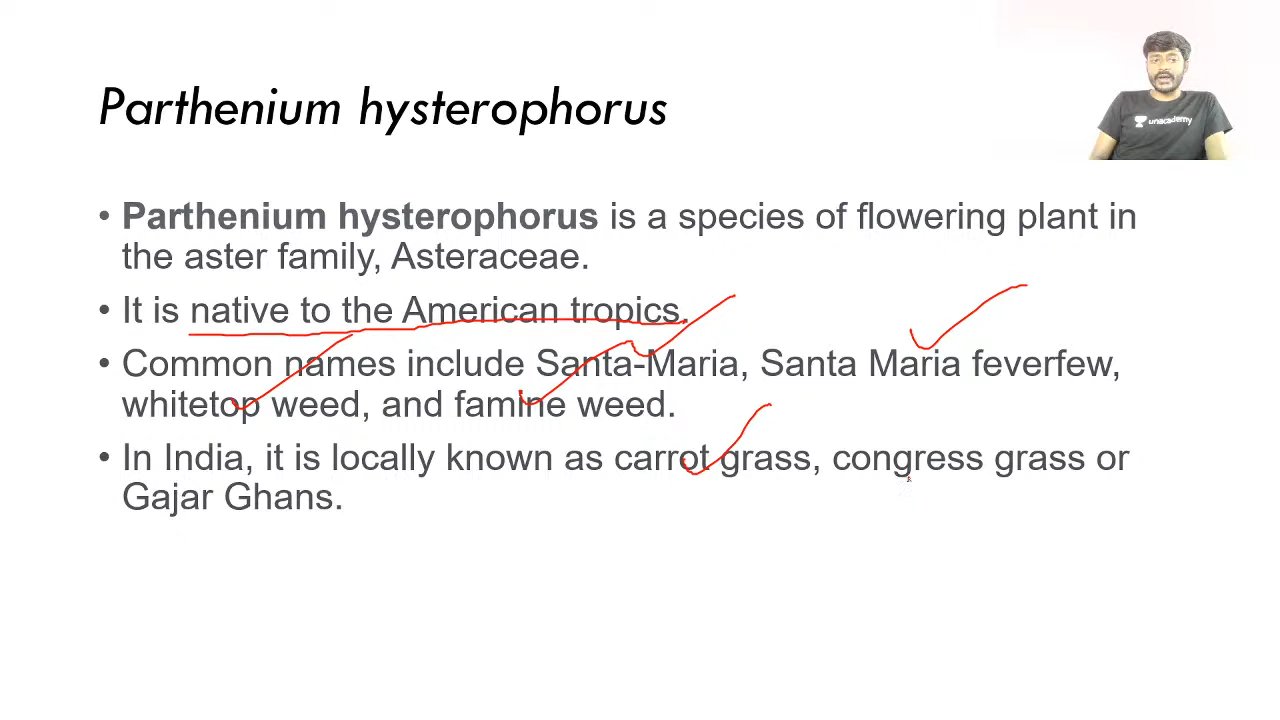 Parthenium hysterophorus
unacademy
• Parthenium hysterophorus is a species of flowering plant in
the aster family, Asteraceae.
• It is native to the American tropics.
• Common names include Santa-Maria, Santa Maria feverfew,
whitetop weed, and famine weed.
• In India, it is locally known as carrot grass, congress grass or
Gajar Ghans.